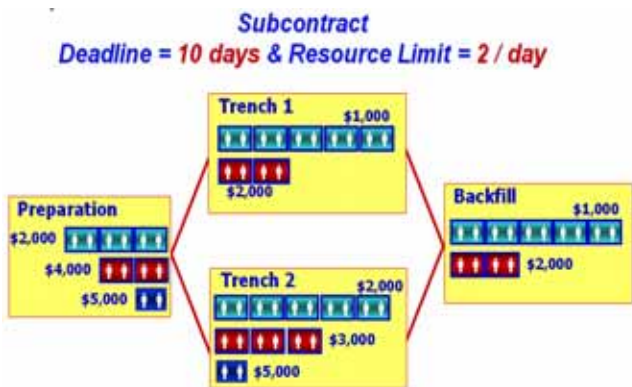 Subcontract
Deadline = 10 days & Resource Limit = 2 / day
Trench 1
$1,000
$2,000
Preparation
$2,000
$4,000
$5,000
Trench 2
$2,000
$3,000
$5,000
Backfill
$1,000
$2,000